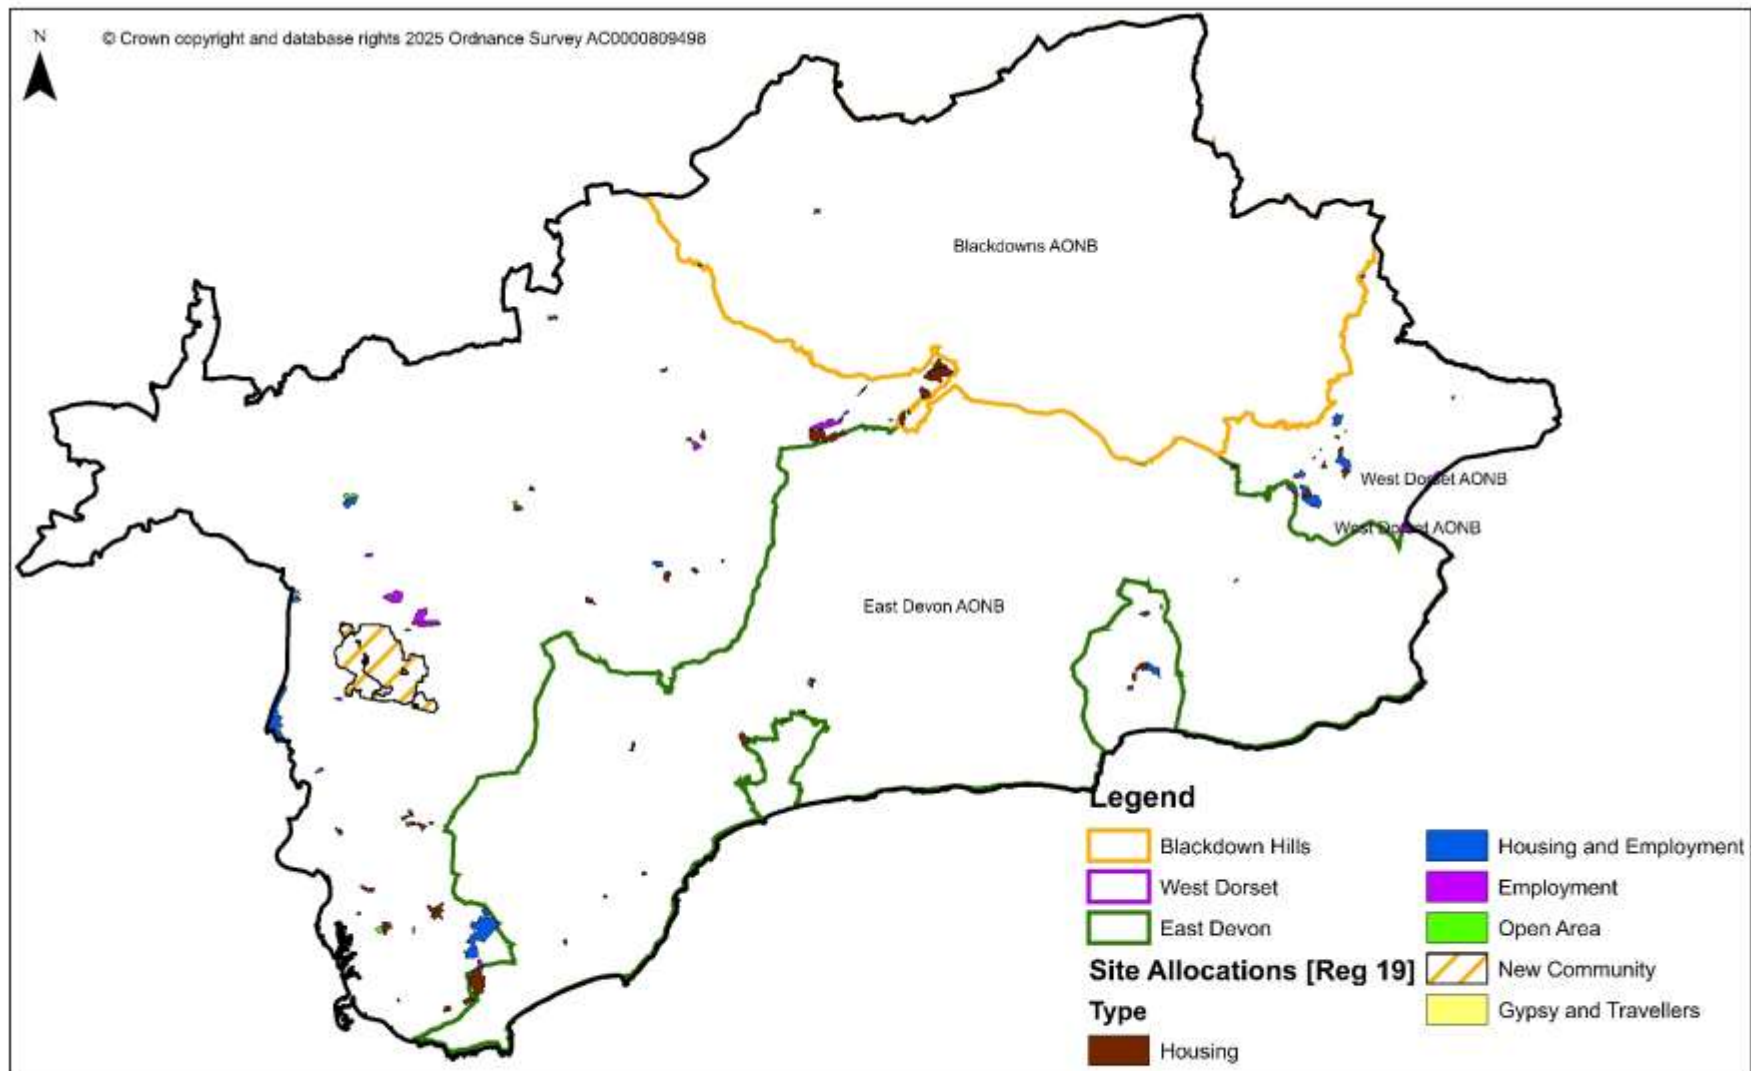 N
© Crown copyright and database rights 2025 Ordnance Survey AC0000809498
Blackdowns AONB
West Dorset AONB
West Dorset AONB
East Devon AONB
Legend
Blackdown Hills
West Dorset
East Devon
Site Allocations [Reg 19]
Type
Housing
Housing and Employment
Employment
Open Area
New Community
Gypsy and Travellers